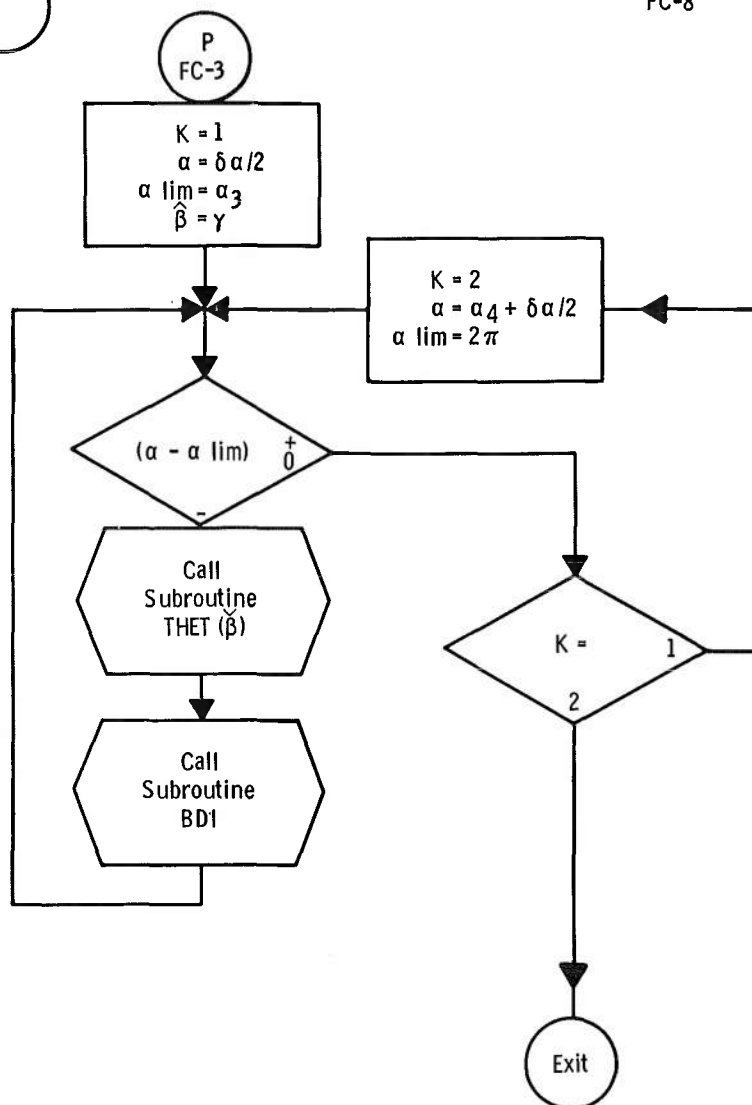 FC-8
P
FC-3
K = 1
α = δα/2
α lim = α₃
β̂ = γ
K = 2
α = α₄ + δα/2
α lim = 2π
(α - α lim) + 0
-
Call
Subroutine
THET (β̌)
Call
Subroutine
BD1
K = 1
2
Exit